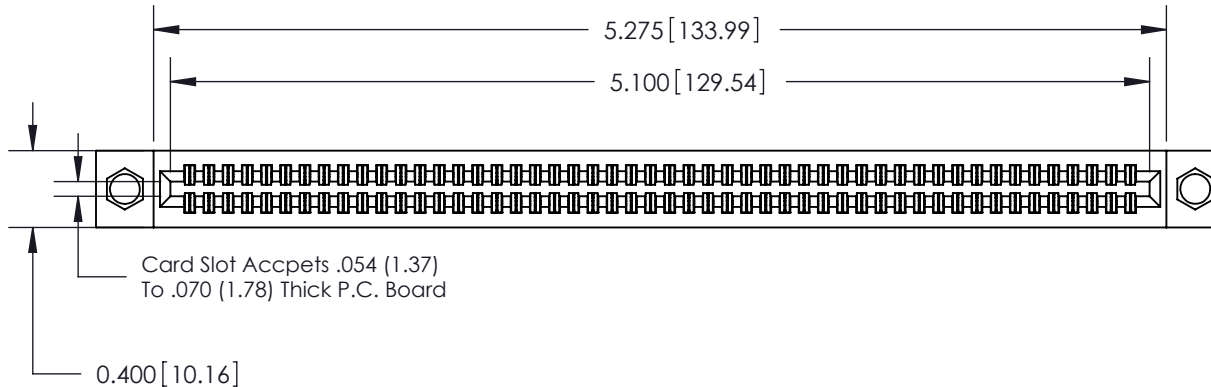 5.275 [133.99]
5.100 [129.54]
Card Slot Accpets .054 (1.37)
To .070 (1.78) Thick P.C. Board
0.400 [10.16]